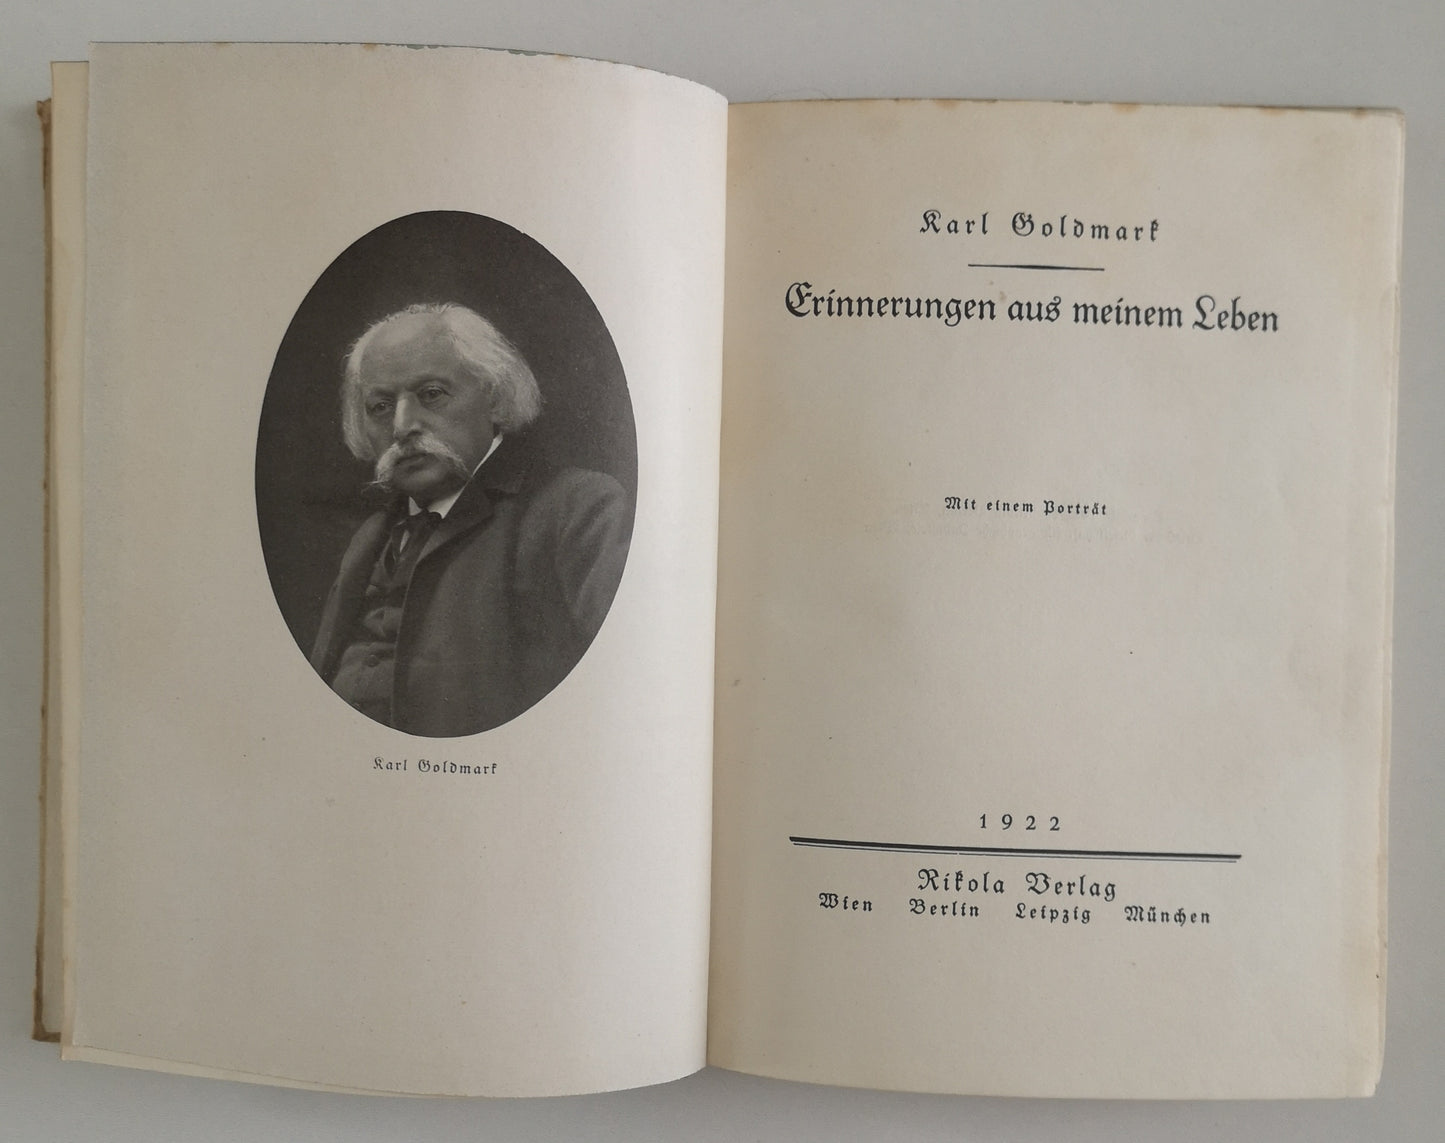 Karl Goldmark
Karl Goldmark
Erinnerungen aus meinem Leben
Mit einem Porträt
1922
Rikola Verlag
Wien Berlin Leipzig München